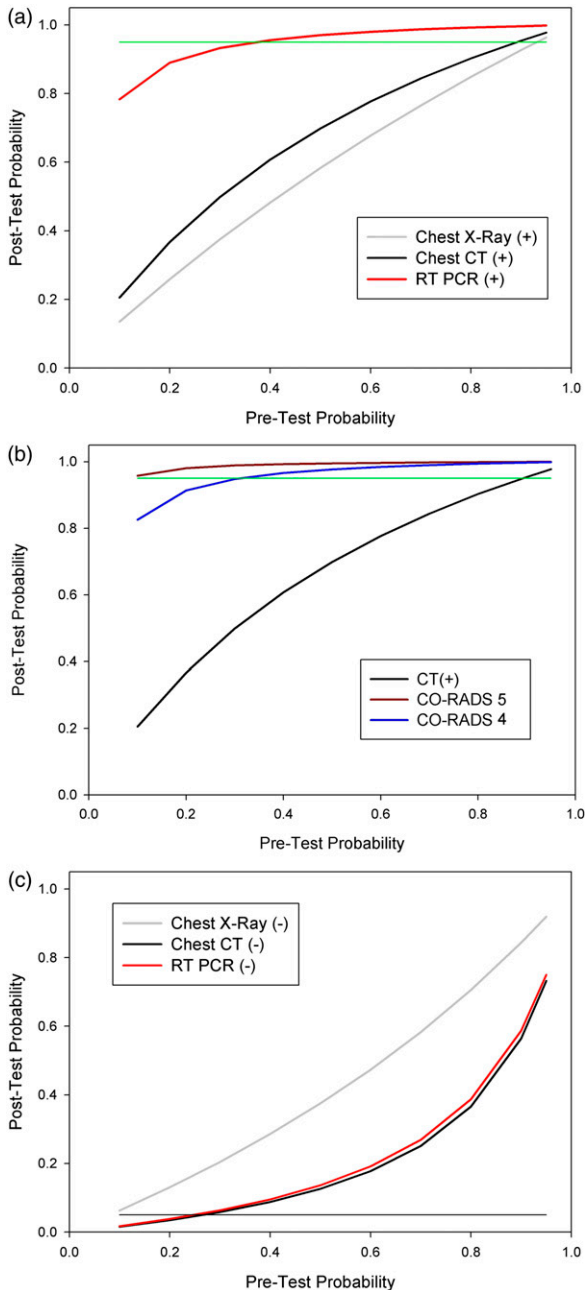 (a)
1.0
0.8
0.6
0.4
0.2
0.0
Post-Test Probability
Chest X-Ray (+)
Chest CT (+)
RT PCR (+)
0.0 0.2 0.4 0.6 0.8 1.0
Pre-Test Probability
(b)
1.0
0.8
0.6
0.4
0.2
0.0
Post-Test Probability
CT(+)
CO-RADS 5
CO-RADS 4
0.0 0.2 0.4 0.6 0.8 1.0
Pre-Test Probability
(c)
1.0
0.8
0.6
0.4
0.2
0.0
Post-Test Probability
Chest X-Ray (-)
Chest CT (-)
RT PCR (-)
0.0 0.2 0.4 0.6 0.8 1.0
Pre-Test Probability